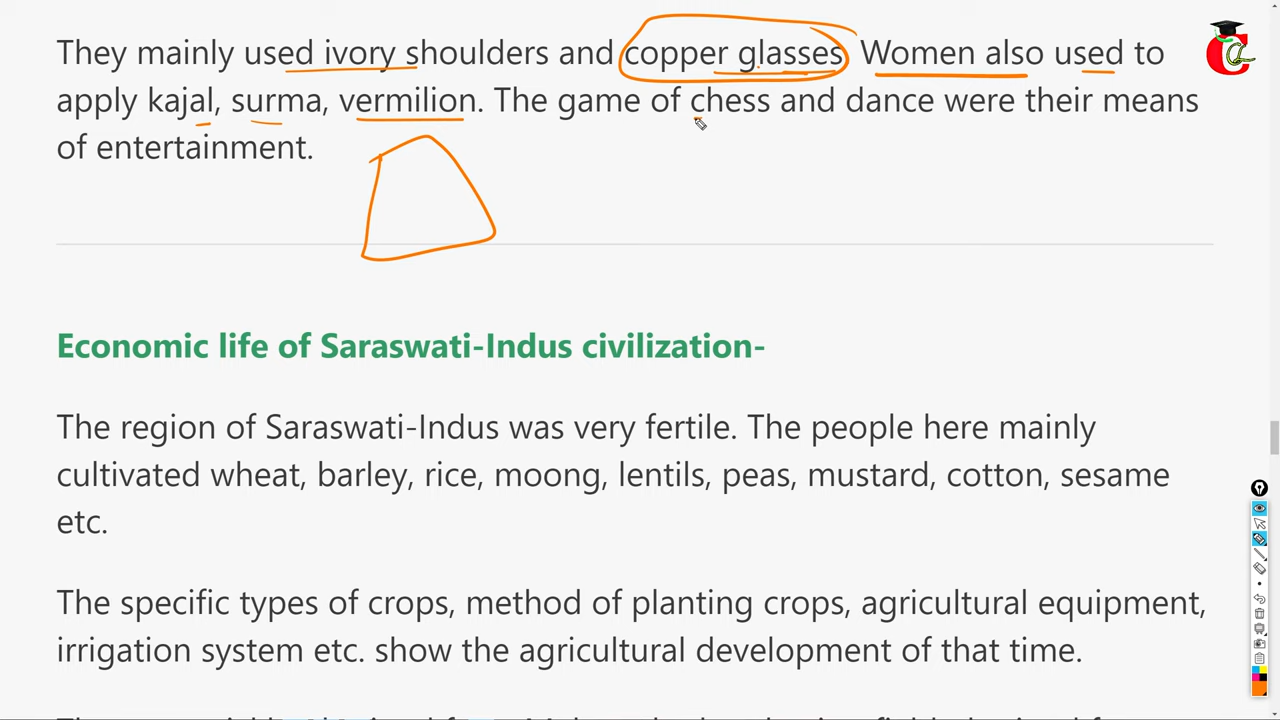 They mainly used ivory shoulders and copper glasses Women also used to
apply kajal, surma, vermilion. The game of chess and dance were their means
of entertainment.
Economic life of Saraswati-Indus civilization-
The region of Saraswati-Indus was very fertile. The people here mainly
cultivated wheat, barley, rice, moong, lentils, peas, mustard, cotton, sesame
etc.
The specific types of crops, method of planting crops, agricultural equipment,
irrigation system etc. show the agricultural development of that time.